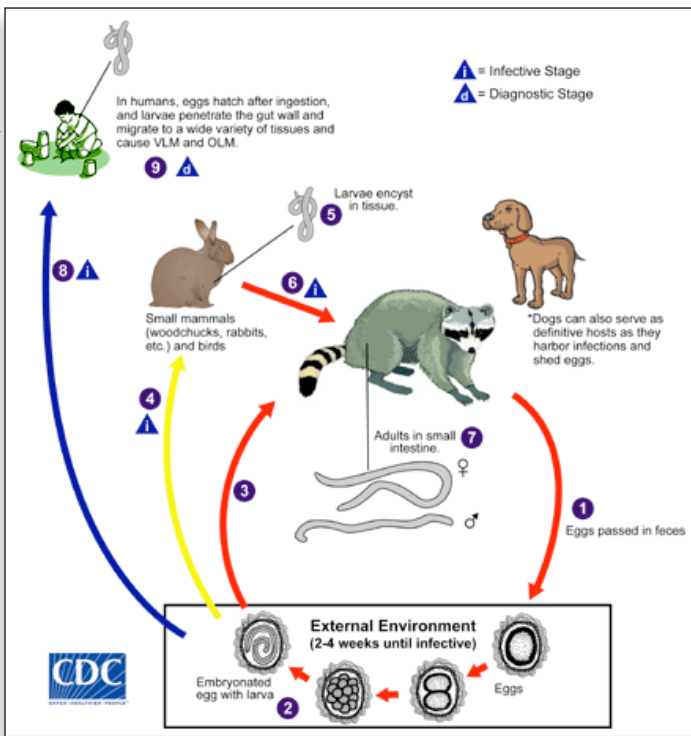 i = Infective Stage
d = Diagnostic Stage
In humans, eggs hatch after ingestion,
and larvae penetrate the gut wall and
migrate to a wide variety of tissues and
cause VLM and OLM.
9 d
Larvae encyst
in tissue.
5
8 i
6 i
Small mammals
(woodchucks, rabbits,
etc.) and birds
*Dogs can also serve as
definitive hosts as they
harbor infections and
shed eggs.
4
i
3
Adults in small
intestine.
7
♀
♂
1
Eggs passed in feces
External Environment
(2-4 weeks until infective)
Embryonated
egg with larva
2
Eggs
CDC
SAFER·HEALTHIER·PEOPLE™